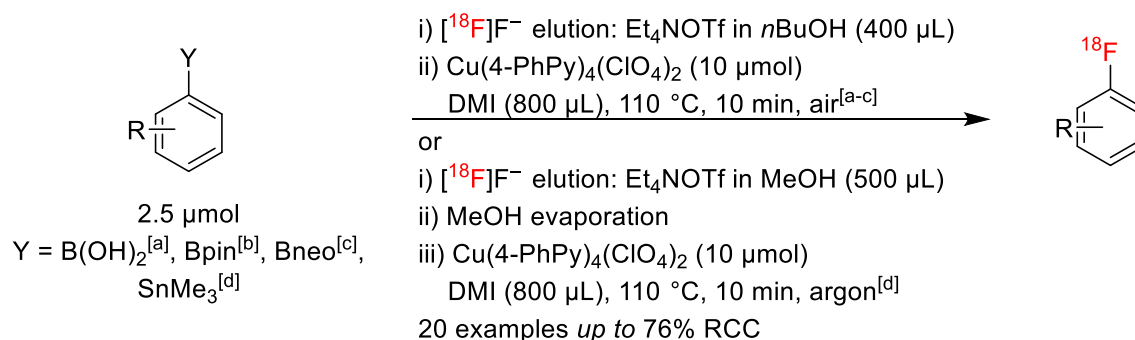 Y
R
2.5 µmol
Y = B(OH)₂[a], Bpin[b], Bneo[c],
SnMe₃[d]
i) [¹⁸F]F⁻ elution: Et₄NOTf in nBuOH (400 µL)
ii) Cu(4-PhPy)₄(ClO₄)₂ (10 µmol)
DMI (800 µL), 110 °C, 10 min, air[a-c]
or
i) [¹⁸F]F⁻ elution: Et₄NOTf in MeOH (500 µL)
ii) MeOH evaporation
iii) Cu(4-PhPy)₄(ClO₄)₂ (10 µmol)
DMI (800 µL), 110 °C, 10 min, argon[d]
20 examples up to 76% RCC
¹⁸F
R